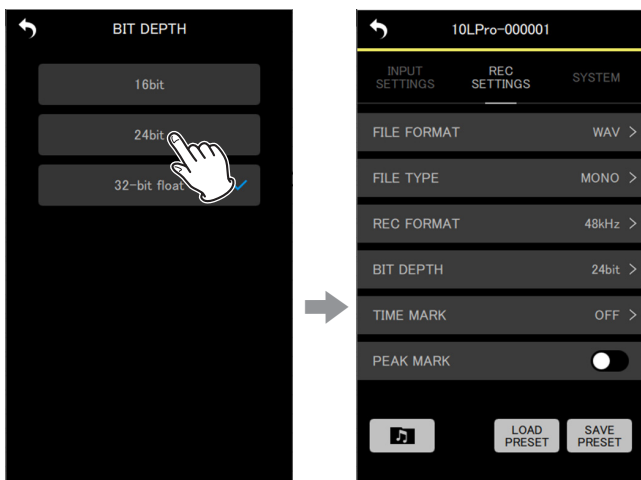 BIT DEPTH
16bit
24bit
32-bit float
10LPro-000001
INPUT
SETTINGS
REC
SETTINGS
SYSTEM
FILE FORMAT WAV >
FILE TYPE MONO >
REC FORMAT 48kHz >
BIT DEPTH 24bit >
TIME MARK OFF >
PEAK MARK
LOAD
PRESET
SAVE
PRESET